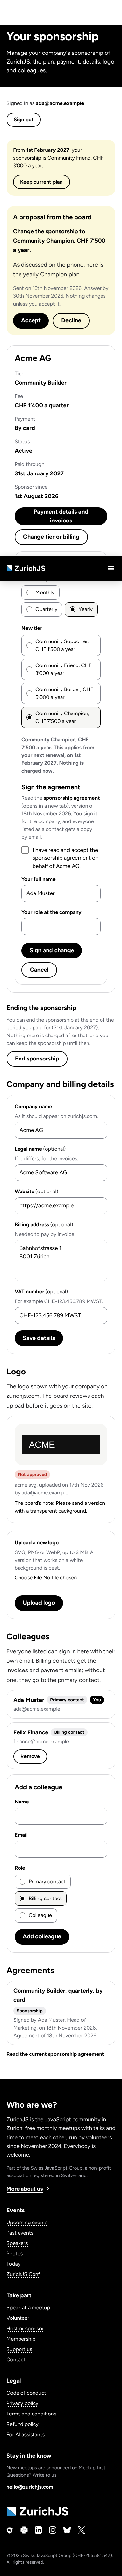 Your sponsorship
Manage your company's sponsorship of
ZurichJS: the plan, payment, details, logo
and colleagues.
Signed in as ada@acme.example
Sign out
From 1st February 2027, your
sponsorship is Community Friend, CHF
3'000 a year.
Keep current plan
A proposal from the board
Change the sponsorship to
Community Champion, CHF 7'500
a year.
As discussed on the phone, here is
the yearly Champion plan.
Sent on 16th November 2026. Answer by
30th November 2026. Nothing changes
unless you accept it.
Accept
Decline
Acme AG
Tier
Community Builder
Fee
CHF 1'400 a quarter
Payment
By card
Status
Active
Paid through
31st January 2027
Sponsor since
1st August 2026
Payment details and
invoices
Change tier or billing
ZurichJS
Monthly
Quarterly
Yearly
New tier
Community Supporter,
CHF 1'500 a year
Community Friend, CHF
3'000 a year
Community Builder, CHF
5'000 a year
Community Champion,
CHF 7'500 a year
Community Champion, CHF
7'500 a year. This applies from
your next renewal, on 1st
February 2027. Nothing is
charged now.
Sign the agreement
Read the sponsorship agreement
(opens in a new tab), version of
18th November 2026. You sign it
for the company, and everyone
listed as a contact gets a copy
by email.
I have read and accept the
sponsorship agreement on
behalf of Acme AG.
Your full name
Ada Muster
Your role at the company
Sign and change
Cancel
Ending the sponsorship
You can end the sponsorship at the end of the
period you paid for (31st January 2027).
Nothing more is charged after that, and you
keep the sponsorship until then.
End sponsorship
Company and billing details
Company name
As it should appear on zurichjs.com.
Acme AG
Legal name (optional)
If it differs, for the invoices.
Acme Software AG
Website (optional)
https://acme.example
Billing address (optional)
Needed to pay by invoice.
Bahnhofstrasse 1
8001 Zürich
VAT number (optional)
For example CHE-123.456.789 MWST.
CHE-123.456.789 MWST
Save details
Logo
The logo shown with your company on
zurichjs.com. The board reviews each
upload before it goes on the site.
ACME
Not approved
acme.svg, uploaded on 17th Nov 2026
by ada@acme.example
The board's note: Please send a version
with a transparent background.
Upload a new logo
SVG, PNG or WebP, up to 2 MB. A
version that works on a white
background is best.
Choose File No file chosen
Upload logo
Colleagues
Everyone listed can sign in here with their
own email. Billing contacts get the
invoices and payment emails; without
one, they go to the primary contact.
Ada Muster Primary contact You
ada@acme.example
Felix Finance Billing contact
finance@acme.example
Remove
Add a colleague
Name
Email
Role
Primary contact
Billing contact
Colleague
Add colleague
Agreements
Community Builder, quarterly, by
card
Sponsorship
Signed by Ada Muster, Head of
Marketing, on 18th November 2026.
Agreement of 18th November 2026.
Read the current sponsorship agreement
Who are we?
ZurichJS is the JavaScript community in
Zurich: free monthly meetups with talks and
time to meet each other, run by volunteers
since November 2024. Everybody is
welcome.
Part of the Swiss JavaScript Group, a non-profit
association registered in Switzerland.
More about us
Events
Upcoming events
Past events
Speakers
Photos
Today
ZurichJS Conf
Take part
Speak at a meetup
Volunteer
Host or sponsor
Membership
Support us
Contact
Legal
Code of conduct
Privacy policy
Terms and conditions
Refund policy
For AI assistants
Stay in the know
New meetups are announced on Meetup first.
Questions? Write to us.
hello@zurichjs.com
ZurichJS
© 2026 Swiss JavaScript Group (CHE-255.581.547).
All rights reserved.